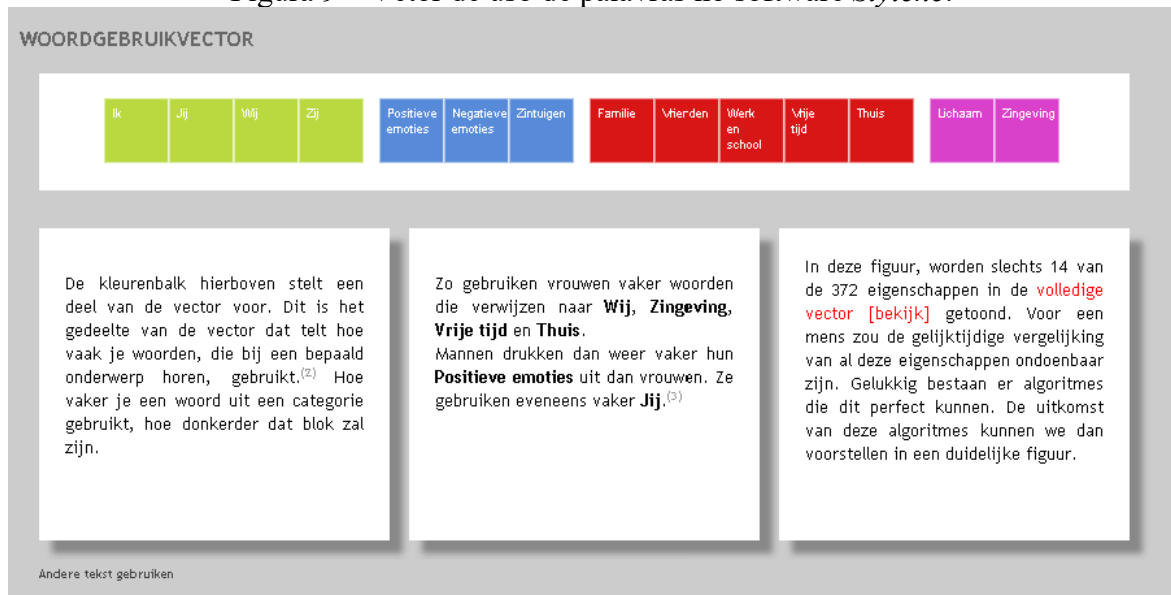 WOORDGEBRUIKVECTOR
Ik Jij Wij Zij Positieve emoties Negatieve emoties Zintuigen Familie Vrienden Werk en school Vrije tijd Thuis Lichaam Zingeving
De kleurenbalk hierboven stelt een
deel van de vector voor. Dit is het
gedeelte van de vector dat telt hoe
vaak je woorden, die bij een bepaald
onderwerp horen, gebruikt.(2) Hoe
vaker je een woord uit een categorie
gebruikt, hoe donkerder dat blok zal
zijn.
Zo gebruiken vrouwen vaker woorden
die verwijzen naar Wij, Zingeving,
Vrije tijd en Thuis.
Mannen drukken dan weer vaker hun
Positieve emoties uit dan vrouwen. Ze
gebruiken eveneens vaker Jij.(3)
In deze figuur, worden slechts 14 van
de 372 eigenschappen in de volledige
vector [bekijk] getoond. Voor een
mens zou de gelijktijdige vergelijking
van al deze eigenschappen ondoenbaar
zijn. Gelukkig bestaan er algoritmes
die dit perfect kunnen. De uitkomst
van deze algoritmes kunnen we dan
voorstellen in een duidelijke figuur.
Andere tekst gebruiken